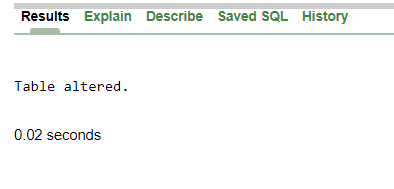 Results Explain Describe Saved SQL History
Table altered.
0.02 seconds